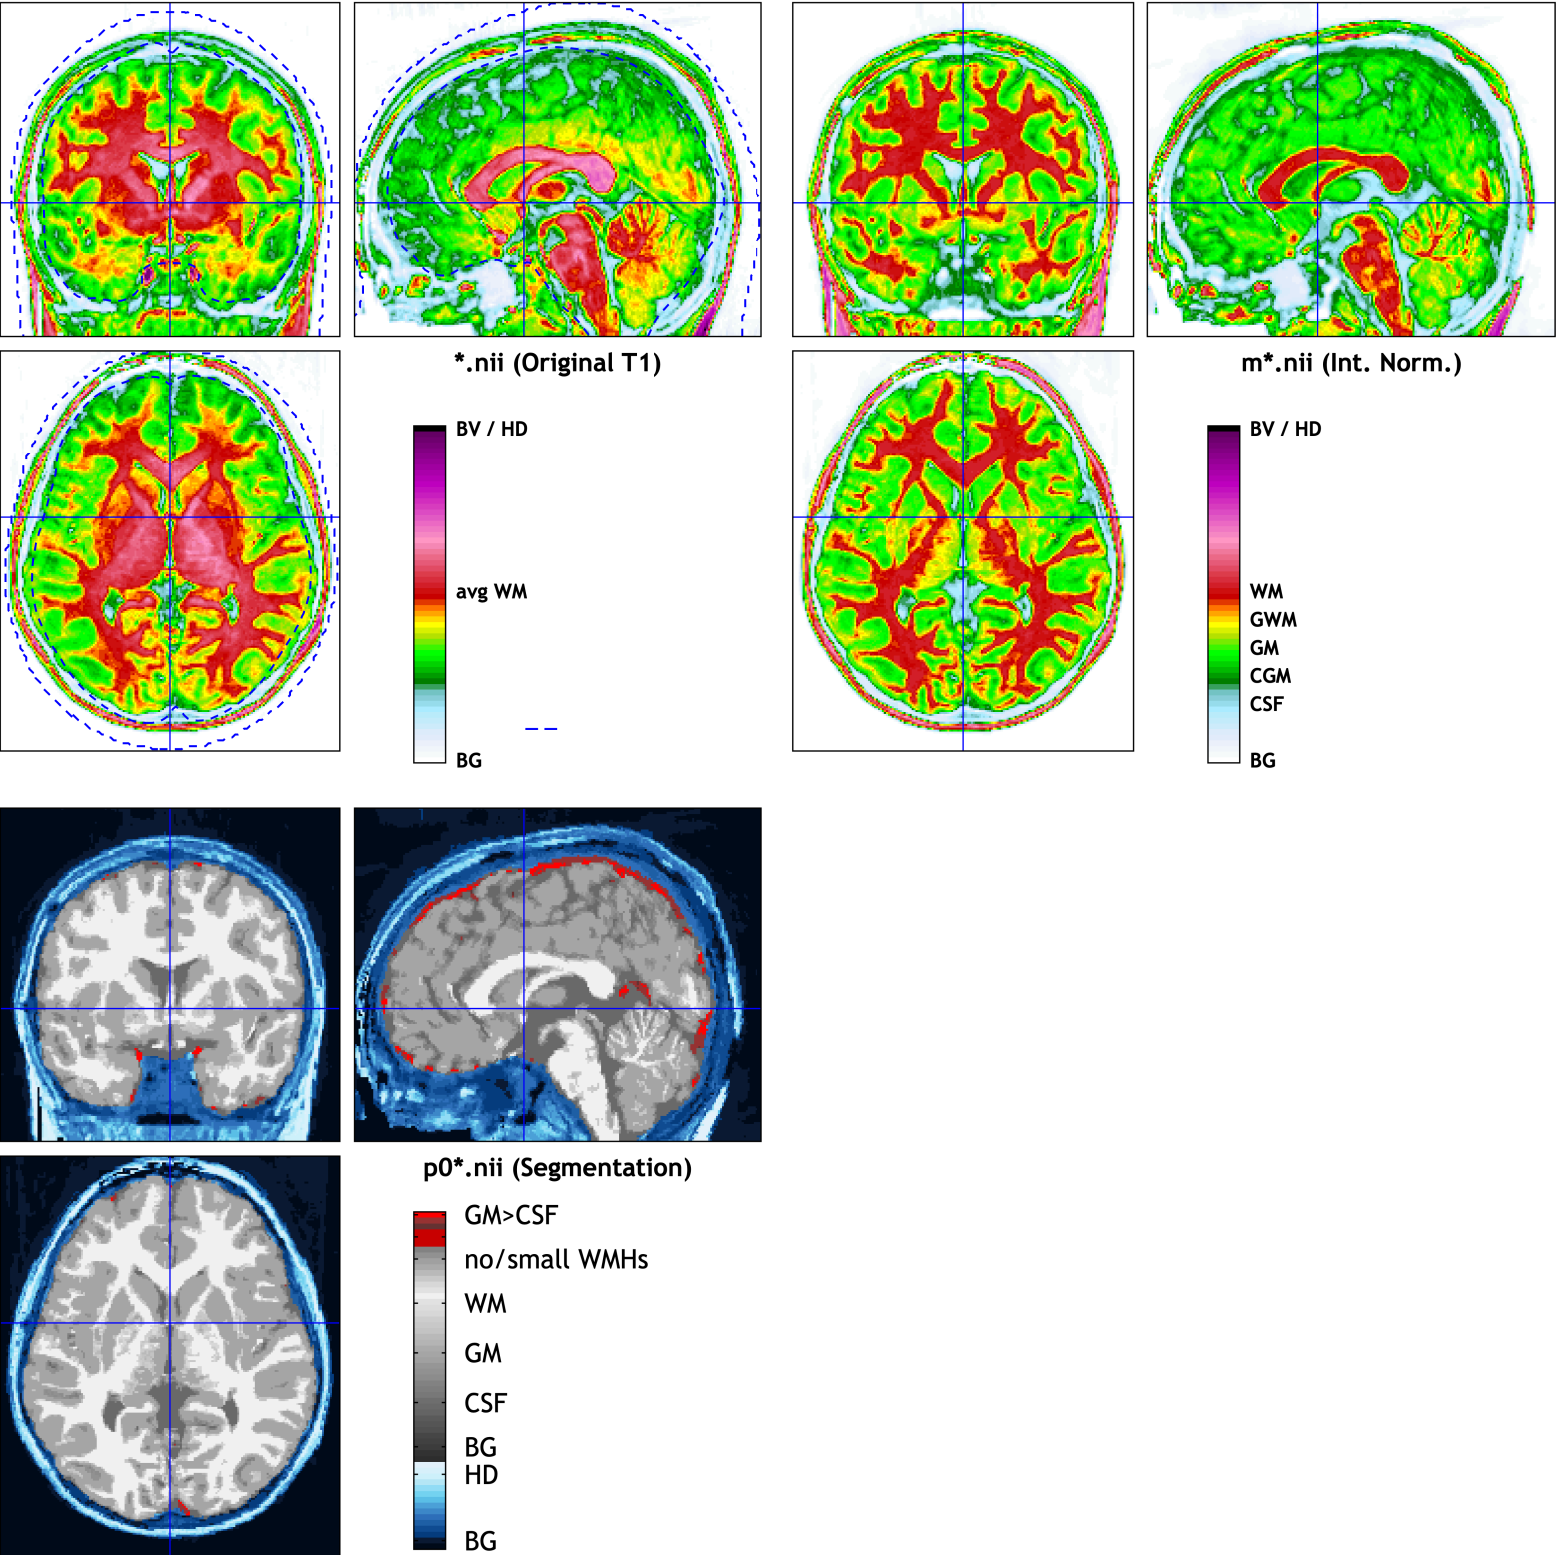 *.nii (Original T1)
BV / HD
avg WM
BG
m*.nii (Int. Norm.)
BV / HD
WM
GWM
GM
CGM
CSF
BG
p0*.nii (Segmentation)
GM>CSF
no/small WMHs
WM
GM
CSF
BG
HD
BG